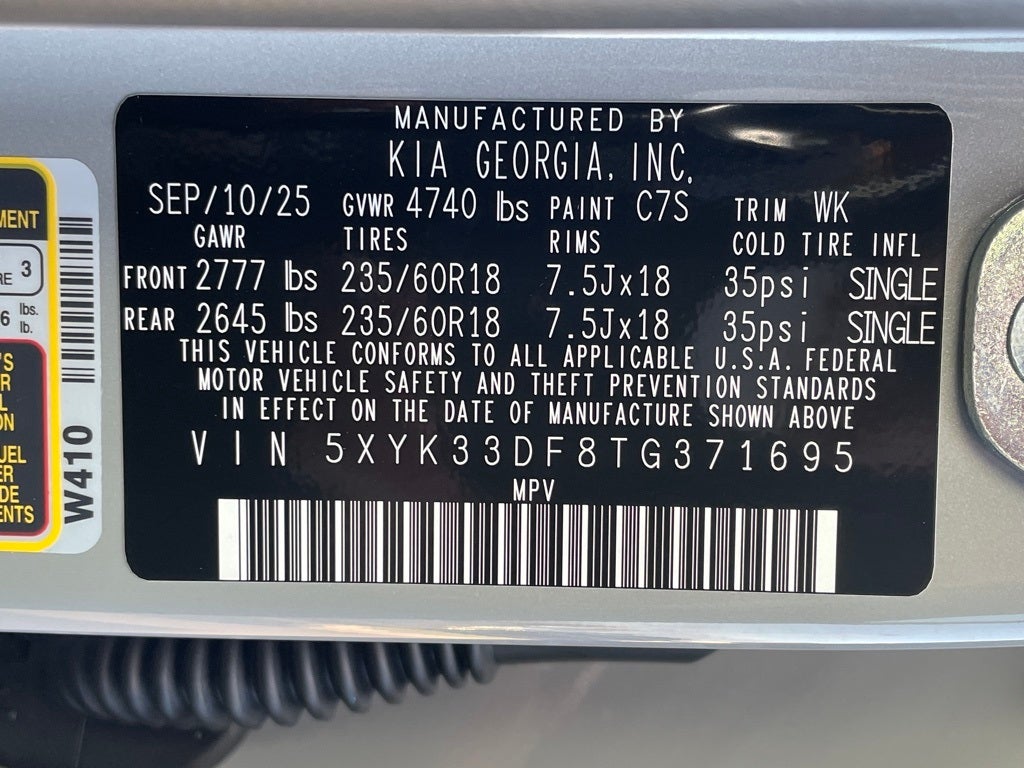 MANUFACTURED BY
KIA GEORGIA, INC.
SEP/10/25 GVWR 4740 lbs PAINT C7S TRIM WK
GAWR TIRES RIMS COLD TIRE INFL
FRONT 2777 lbs 235/60R18 7.5Jx18 35psi SINGLE
REAR 2645 lbs 235/60R18 7.5Jx18 35psi SINGLE
THIS VEHICLE CONFORMS TO ALL APPLICABLE U.S.A. FEDERAL
MOTOR VEHICLE SAFETY AND THEFT PREVENTION STANDARDS
IN EFFECT ON THE DATE OF MANUFACTURE SHOWN ABOVE
VIN 5XYK33DF8TG371695
MPV
W410
3
lbs.
lb.